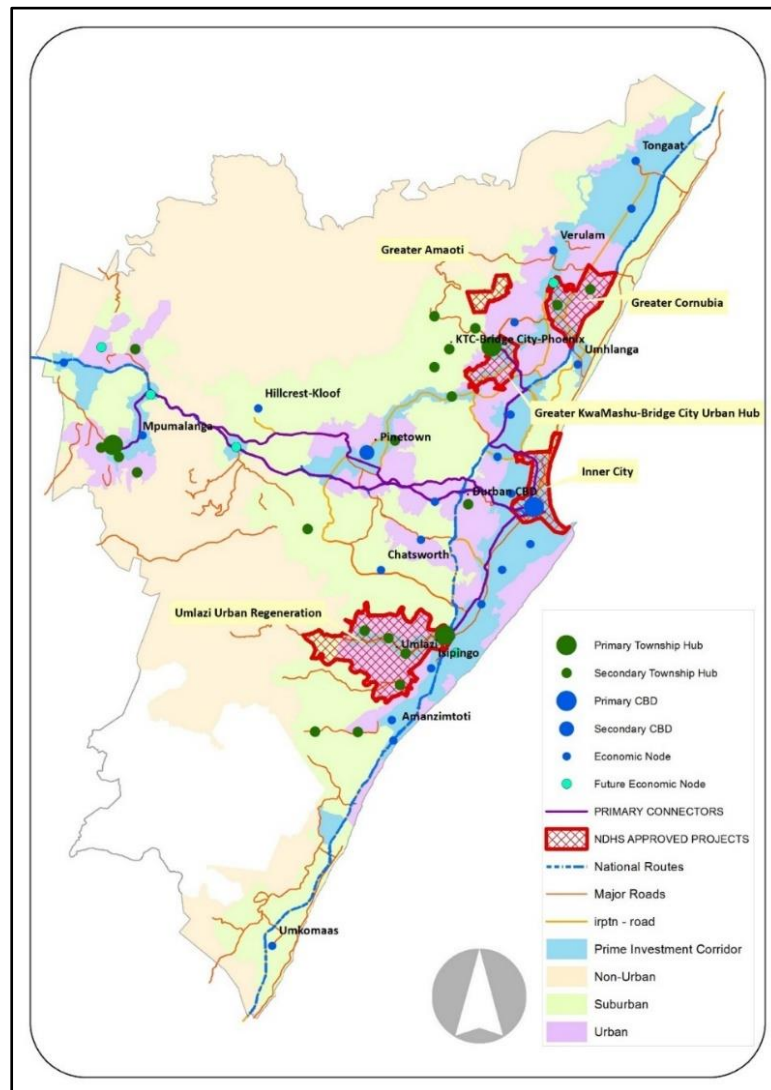 Tongaat
Verulam
Greater Amaoti
Greater Cornubia
. KTC-Bridge City-Phoenix
Umhlanga
Hillcrest-Kloof
Greater KwaMashu-Bridge City Urban Hub
Mpumalanga
. Pinetown
Inner City
. Durban CBD
Chatsworth
Umlazi Urban Regeneration
. Umlazi
Isipingo
Amanzimtoti
Umkomaas
Primary Township Hub
Secondary Township Hub
Primary CBD
Secondary CBD
Economic Node
Future Economic Node
PRIMARY CONNECTORS
NDHS APPROVED PROJECTS
National Routes
Major Roads
irptn - road
Prime Investment Corridor
Non-Urban
Suburban
Urban